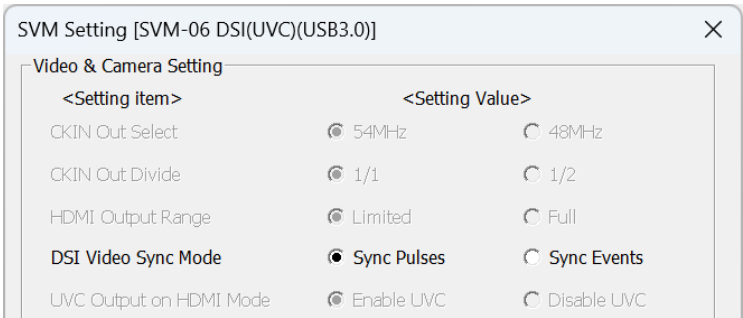 SVM Setting [SVM-06 DSI(UVC)(USB3.0)]
Video & Camera Setting
<Setting item> <Setting Value>
CKIN Out Select 54MHz 48MHz
CKIN Out Divide 1/1 1/2
HDMI Output Range Limited Full
DSI Video Sync Mode Sync Pulses Sync Events
UVC Output on HDMI Mode Enable UVC Disable UVC